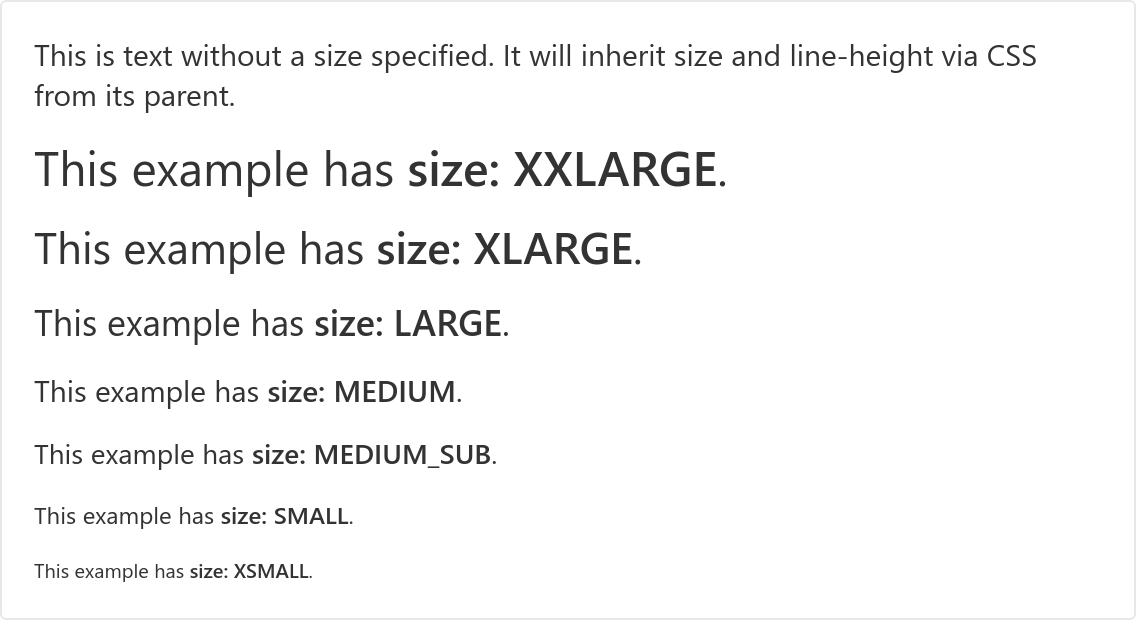 This is text without a size specified. It will inherit size and line-height via CSS
from its parent.
This example has size: XXLARGE.
This example has size: XLARGE.
This example has size: LARGE.
This example has size: MEDIUM.
This example has size: MEDIUM_SUB.
This example has size: SMALL.
This example has size: XSMALL.